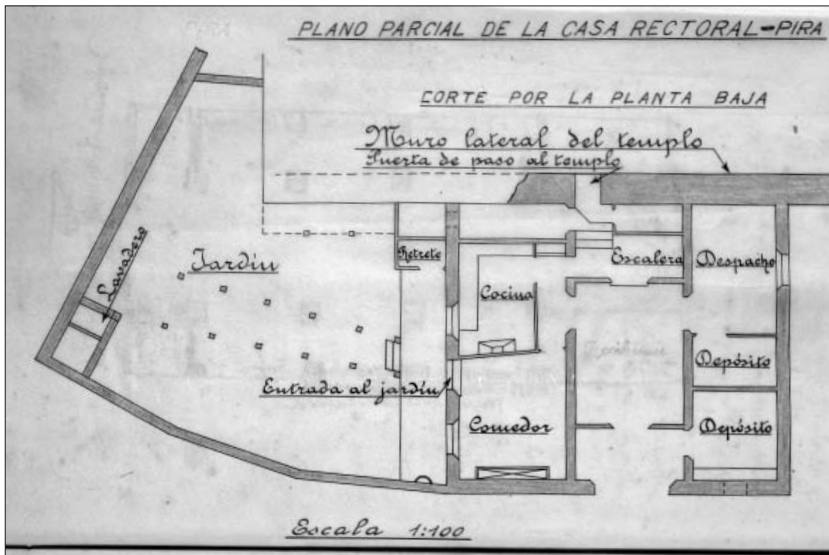 PLANO PARCIAL DE LA CASA RECTORAL-PIRA
CORTE POR LA PLANTA BAJA
Muro lateral del templo
Puerta de paso al templo
Lavadero
Jardín
Retrete
Escalera
Despacho
Cocina
Depósito
Entrada al jardín
Comedor
Depósito
Escala 1:100